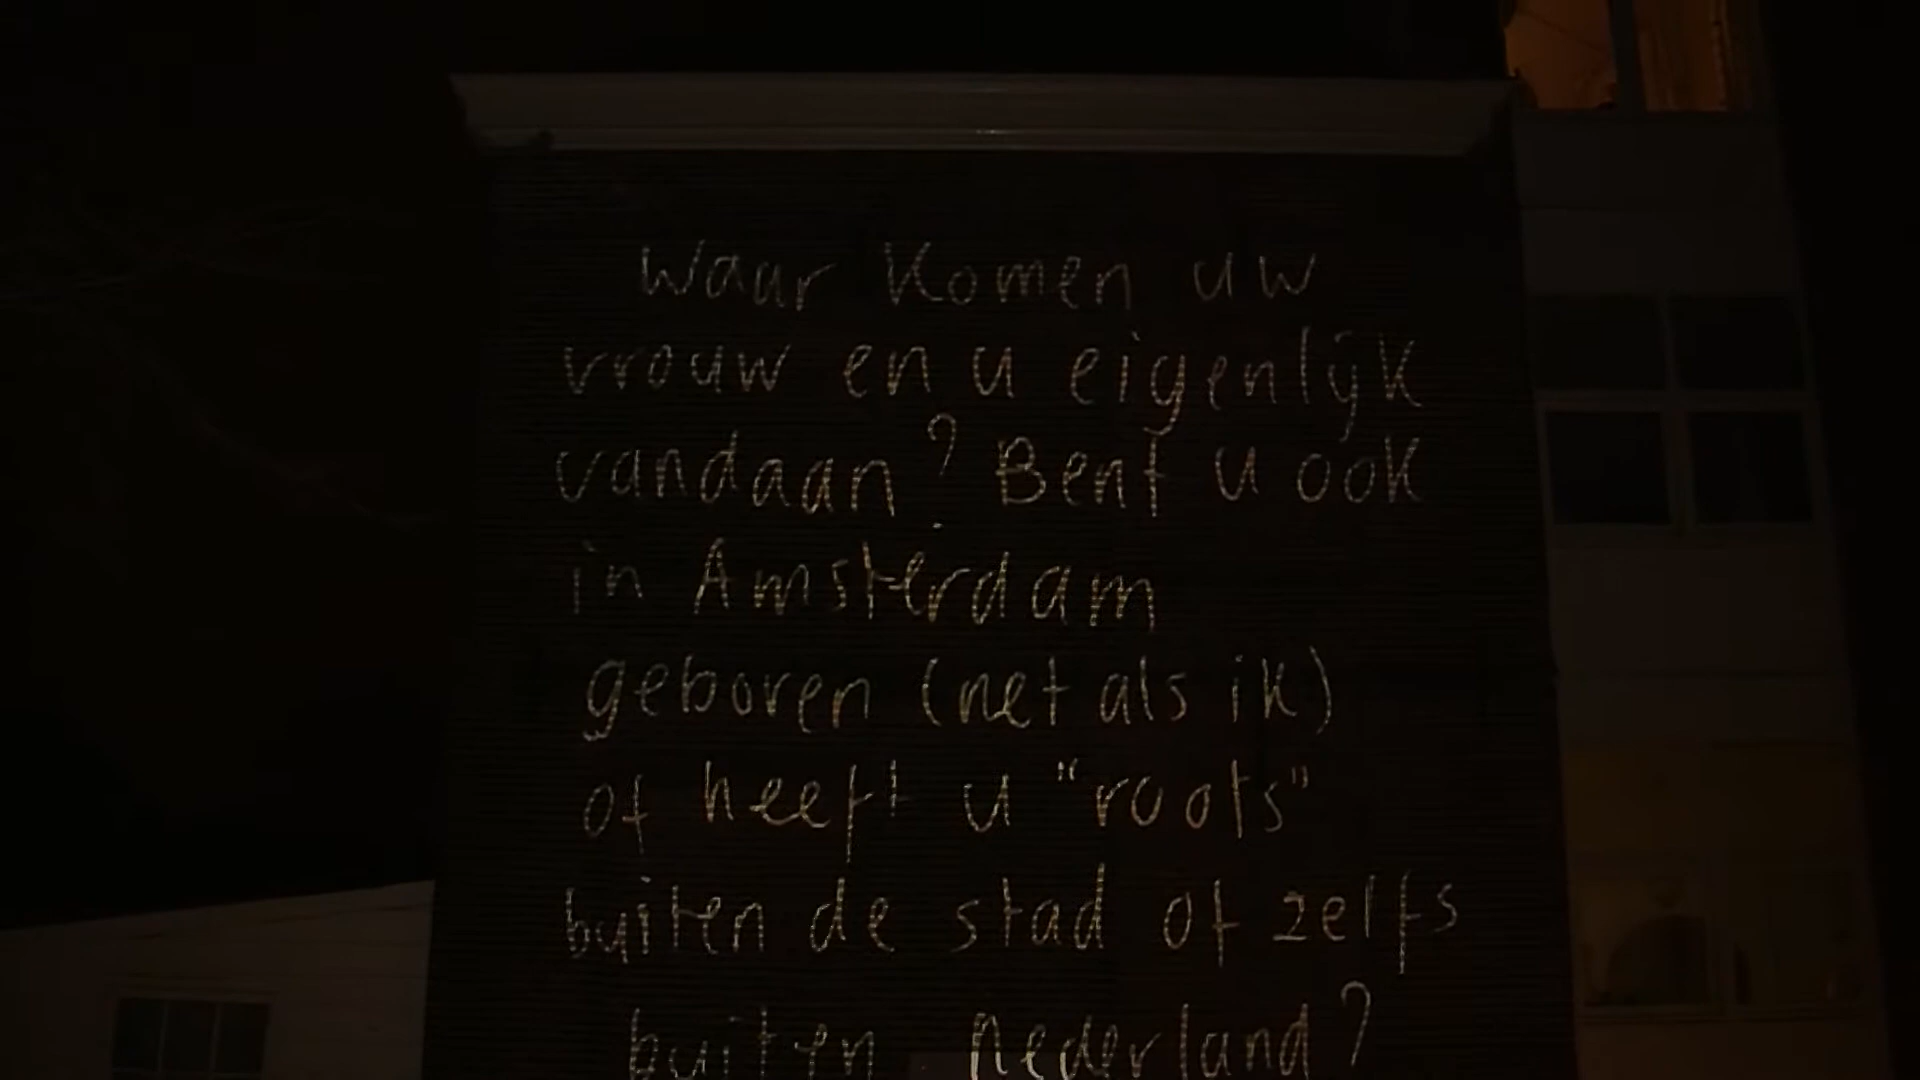 Waar komen uw
vrouw en u eigenlijk
vandaan? Bent u ook
in Amsterdam
geboren (net als ik)
of heeft u "roots"
buiten de stad of zelfs
buiten nederland?